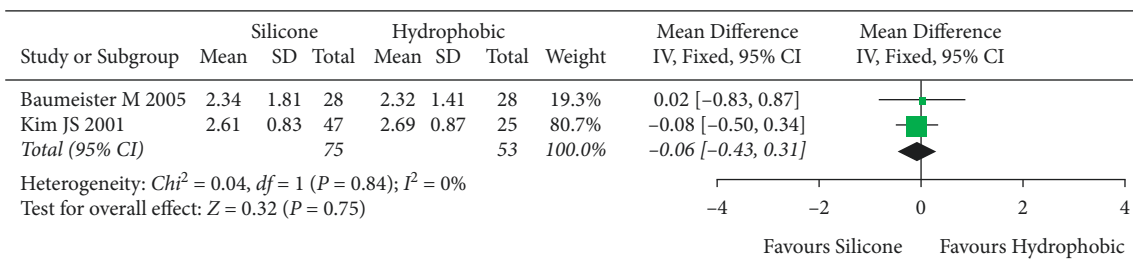 Silicone Hydrophobic Mean Difference Mean Difference
Study or Subgroup Mean SD Total Mean SD Total Weight IV, Fixed, 95% CI IV, Fixed, 95% CI
Baumeister M 2005 2.34 1.81 28 2.32 1.41 28 19.3% 0.02 [–0.83, 0.87]
Kim JS 2001 2.61 0.83 47 2.69 0.87 25 80.7% –0.08 [–0.50, 0.34]
Total (95% CI) 75 53 100.0% –0.06 [–0.43, 0.31]
Heterogeneity: Chi² = 0.04, df = 1 (P = 0.84); I² = 0%
Test for overall effect: Z = 0.32 (P = 0.75)
–4 –2 0 2 4
Favours Silicone Favours Hydrophobic